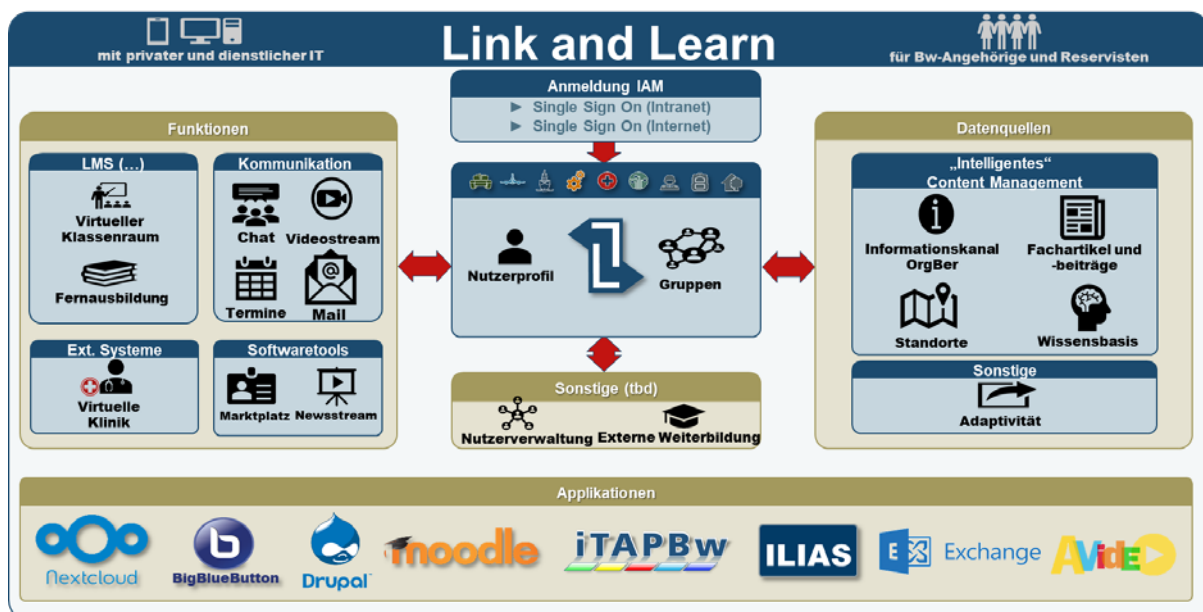 Link and Learn
mit privater und dienstlicher IT
für Bw-Angehörige und Reservisten
Anmeldung IAM
► Single Sign On (Intranet)
► Single Sign On (Internet)
Funktionen
LMS (...)
Virtueller
Klassenraum
Fernausbildung
Kommunikation
Chat
Videostream
Termine
Mail
Ext. Systeme
Virtuelle
Klinik
Softwaretools
Marktplatz
Newsstream
Nutzerprofil
Gruppen
Sonstige (tbd)
Nutzerverwaltung
Externe Weiterbildung
Datenquellen
„Intelligentes“
Content Management
Informationskanal
OrgBer
Fachartikel und
-beiträge
Standorte
Wissensbasis
Sonstige
Adaptivität
Applikationen
Nextcloud
b
BigBlueButton
Drupal™
moodle
iTAPBw
ILIAS
E Exchange
AVideo